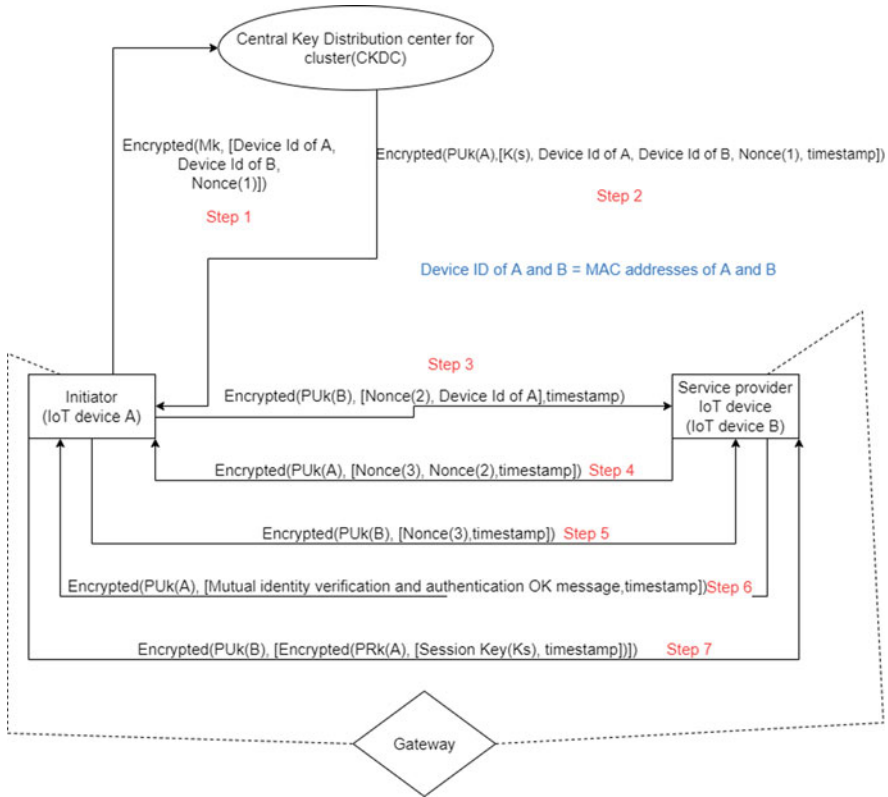 Central Key Distribution center for
cluster(CKDC)
Encrypted(Mk, [Device Id of A,
Device Id of B,
Nonce(1)])
Step 1
Encrypted(PUk(A),[K(s), Device Id of A, Device Id of B, Nonce(1), timestamp])
Step 2
Device ID of A and B = MAC addresses of A and B
Step 3
Initiator
(IoT device A)
Encrypted(PUk(B), [Nonce(2), Device Id of A],timestamp)
Service provider
IoT device
(IoT device B)
Encrypted(PUk(A), [Nonce(3), Nonce(2),timestamp]) Step 4
Encrypted(PUk(B), [Nonce(3),timestamp]) Step 5
Encrypted(PUk(A), [Mutual identity verification and authentication OK message,timestamp]) Step 6
Encrypted(PUk(B), [Encrypted(PRk(A), [Session Key(Ks), timestamp])]) Step 7
Gateway